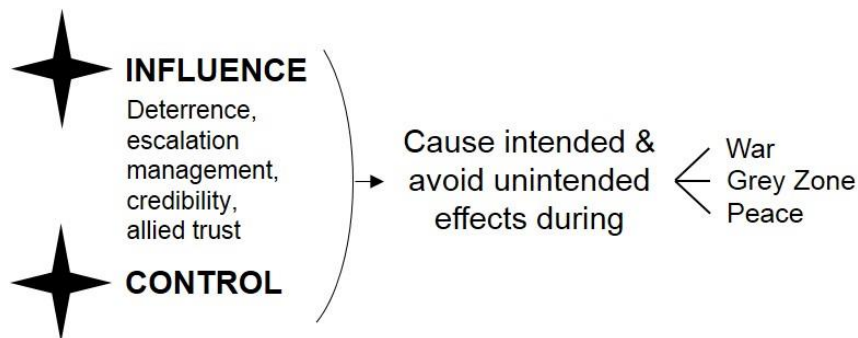 INFLUENCE
Deterrence,
escalation
management,
credibility,
allied trust
CONTROL
Cause intended &
avoid unintended
effects during
War
Grey Zone
Peace